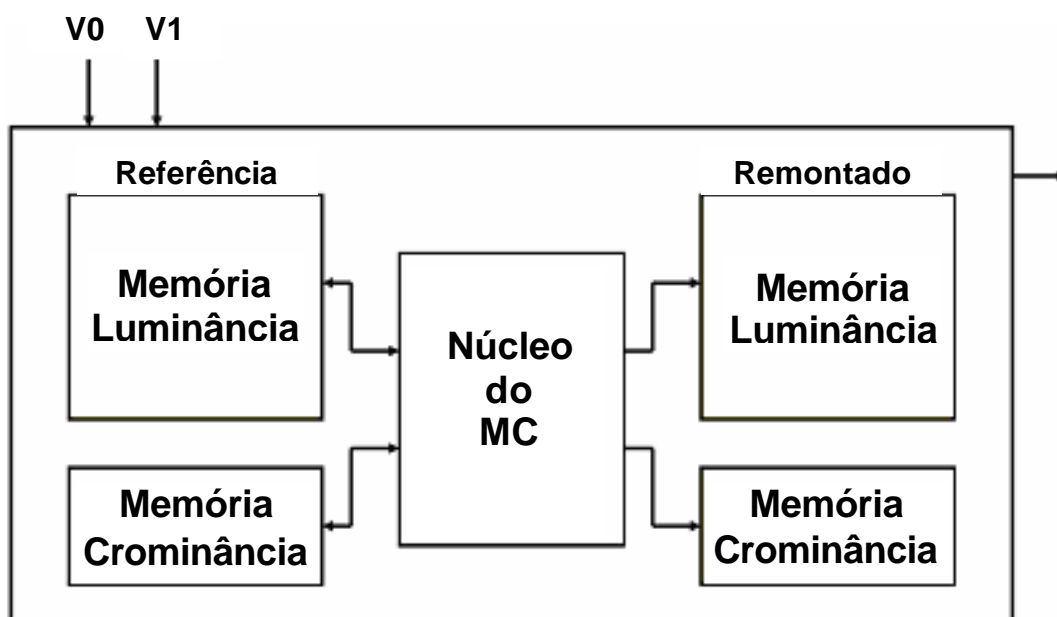 V0 V1
Referência
Remontado
Memória
Luminância
Núcleo
do
MC
Memória
Luminância
Memória
Crominância
Memória
Crominância